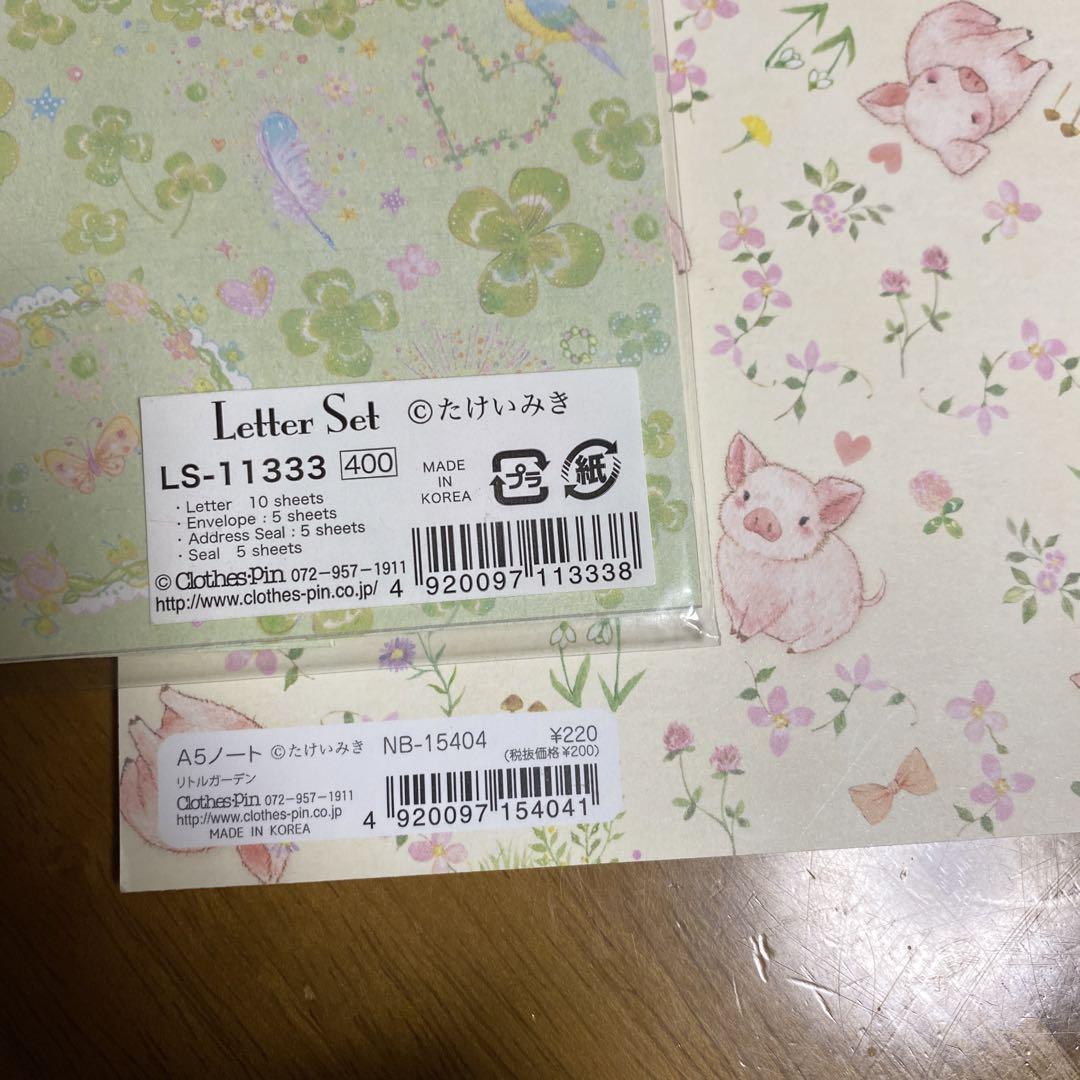 Letter Set ©たけいみき
LS-11333 400
・Letter 10 sheets
・Envelope : 5 sheets
・Address Seal : 5 sheets
・Seal 5 sheets
MADE
IN
KOREA
プラ
紙
© Clothes·Pin 072-957-1911
http://www.clothes-pin.co.jp/
4 920097 113338
A5ノート ©たけいみき NB-15404 ¥220
(税抜価格¥200)
リトルガーデン
Clothes·Pin 072-957-1911
http://www.clothes-pin.co.jp
MADE IN KOREA
4 920097 154041